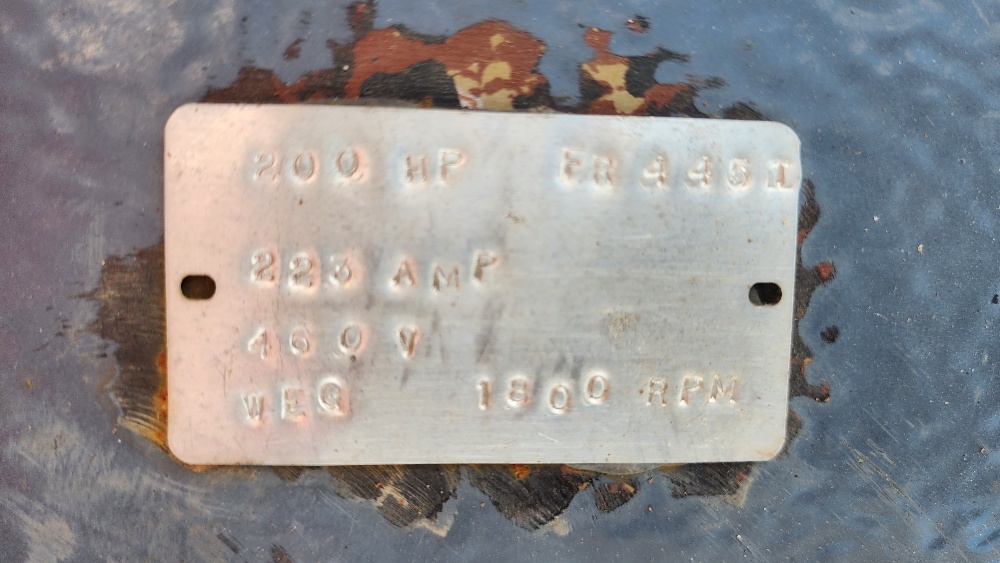 200 HP FR 445T
223 AMP
460 V
WEG 1800 RPM